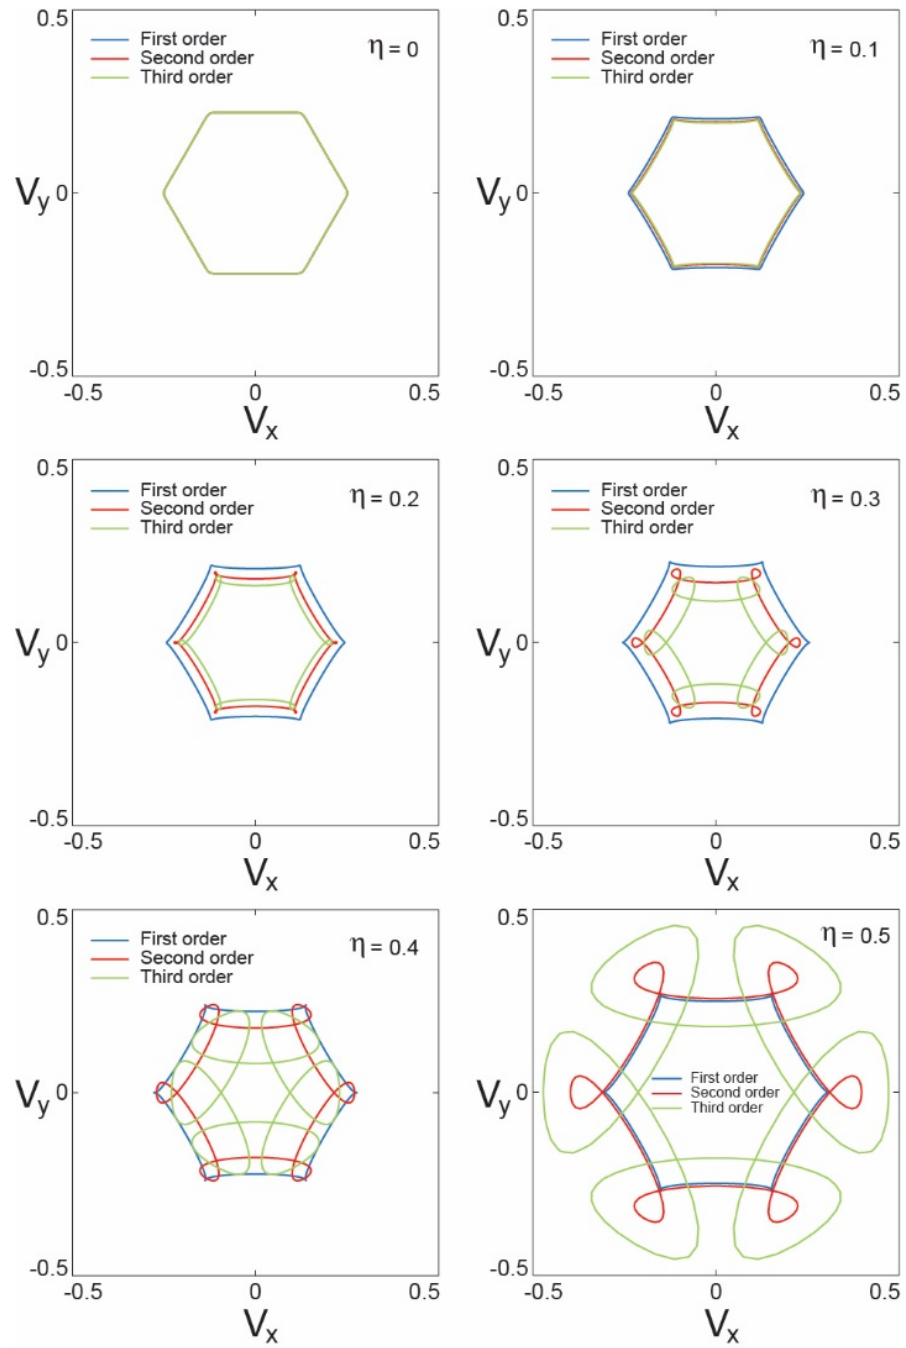 0.5
First order
Second order
Third order
η = 0
Vy 0
-0.5
-0.5 0 0.5
Vx
0.5
First order
Second order
Third order
η = 0.1
Vy 0
-0.5
-0.5 0 0.5
Vx
0.5
First order
Second order
Third order
η = 0.2
Vy 0
-0.5
-0.5 0 0.5
Vx
0.5
First order
Second order
Third order
η = 0.3
Vy 0
-0.5
-0.5 0 0.5
Vx
0.5
First order
Second order
Third order
η = 0.4
Vy 0
-0.5
-0.5 0 0.5
Vx
0.5
η = 0.5
First order
Second order
Third order
Vy 0
-0.5
-0.5 0 0.5
Vx